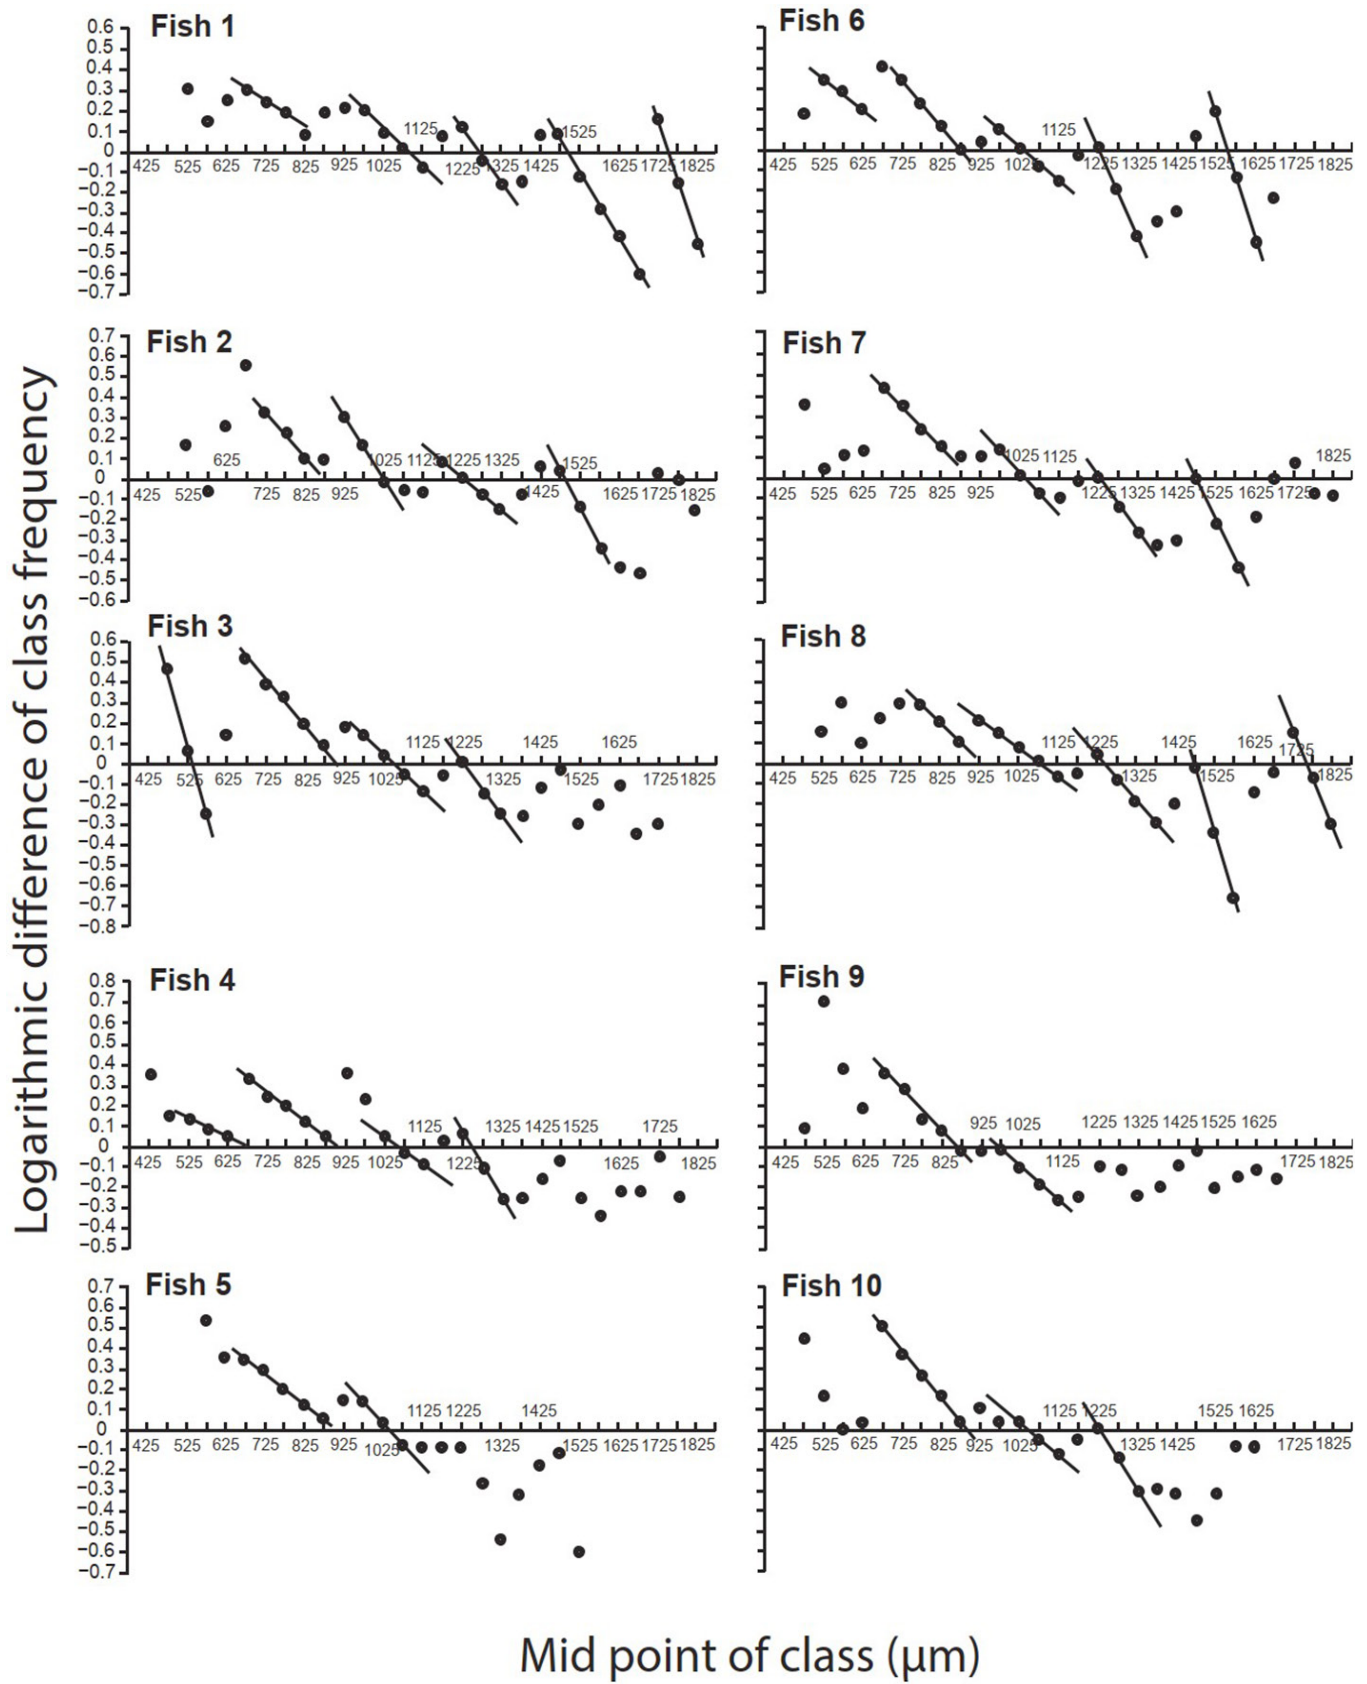 Logarithmic difference of class frequency
Fish 1
0.6
0.5
0.4
0.3
0.2
0.1
0
−0.1
−0.2
−0.3
−0.4
−0.5
−0.6
−0.7
1125 1525
425 525 625 725 825 925 1025 1225 1325 1425 1625 1725 1825
Fish 6
1125
425 525 625 725 825 925 1025 1225 1325 1425 1525 1625 1725 1825
Fish 2
0.7
0.6
0.5
0.4
0.3
0.2
0.1
0
−0.1
−0.2
−0.3
−0.4
−0.5
−0.6
625 1025 1125 1225 1325 1525
425 525 725 825 925 1425 1625 1725 1825
Fish 7
1025 1125 1825
425 525 625 725 825 925 1225 1325 1425 1525 1625 1725
Fish 3
0.6
0.5
0.4
0.3
0.2
0.1
0
−0.1
−0.2
−0.3
−0.4
−0.5
−0.6
−0.7
−0.8
1125 1225 1425 1625
425 525 625 725 825 925 1025 1325 1525 1725 1825
Fish 8
1125 1225 1425 1625 1725
425 525 625 725 825 925 1025 1325 1525 1825
Fish 4
0.8
0.7
0.6
0.5
0.4
0.3
0.2
0.1
0
−0.1
−0.2
−0.3
−0.4
−0.5
1125 1325 1425 1525 1725
425 525 625 725 825 925 1025 1225 1625 1825
Fish 9
925 1025 1225 1325 1425 1525 1625
425 525 625 725 825 1125 1725 1825
Fish 5
0.7
0.6
0.5
0.4
0.3
0.2
0.1
0
−0.1
−0.2
−0.3
−0.4
−0.5
−0.6
−0.7
1125 1225 1425
425 525 625 725 825 925 1025 1325 1525 1625 1725 1825
Fish 10
1125 1225 1525 1625
425 525 625 725 825 925 1025 1325 1425 1725 1825
Mid point of class (μm)